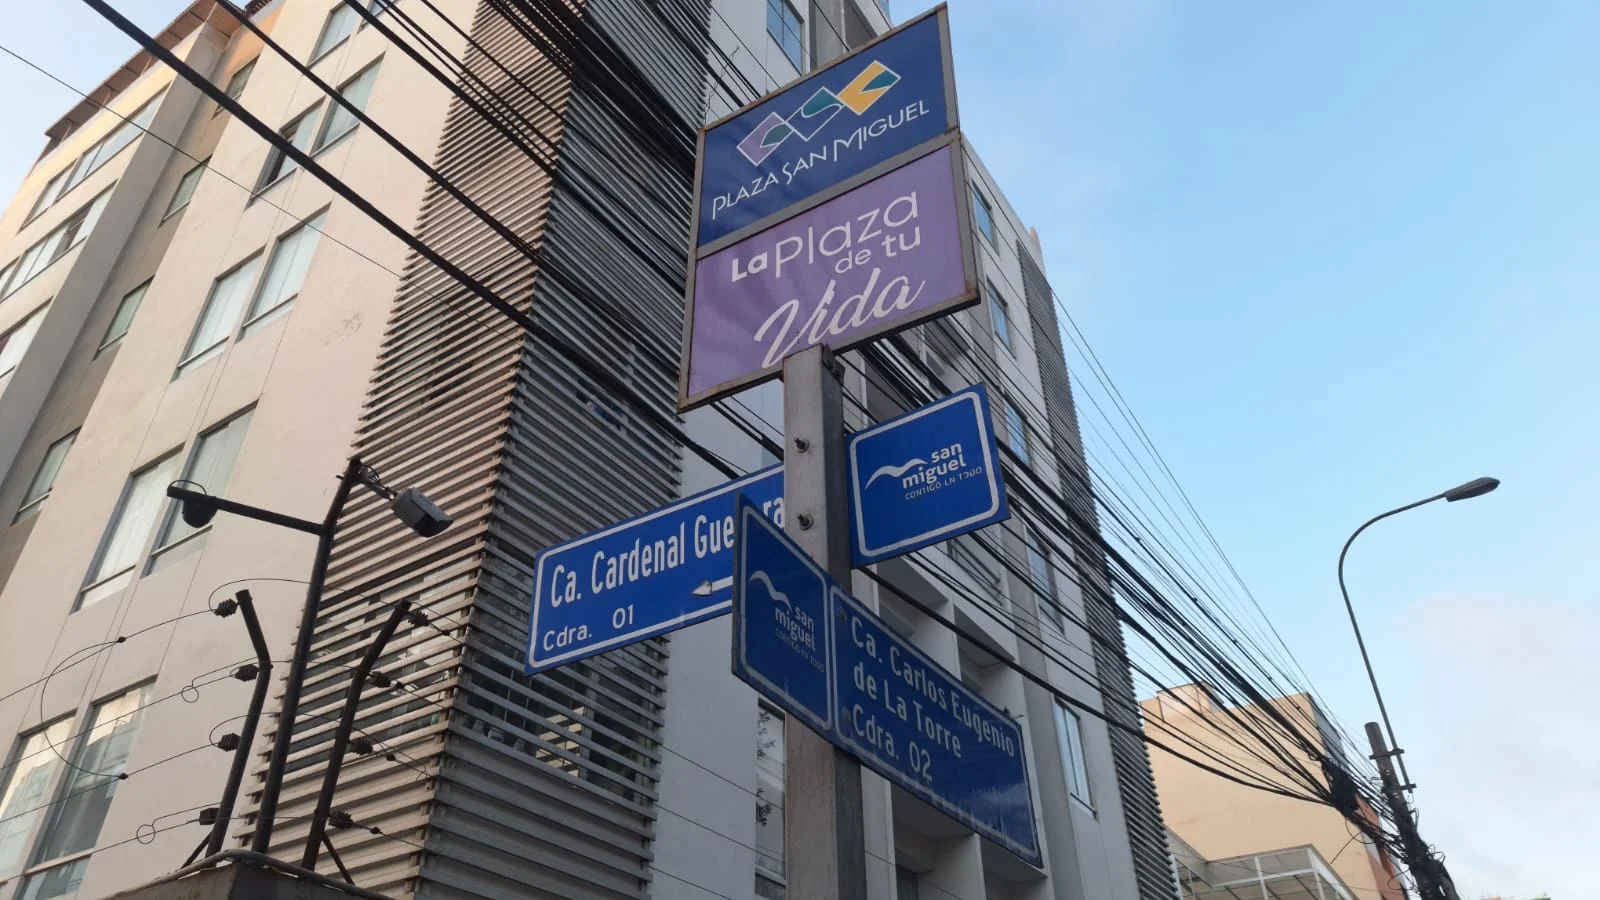 PLAZA SAN MIGUEL
La Plaza
de tu
Vida
san
miguel
CONTIGO EN TODO
Ca. Cardenal
Cdra. 01
san
miguel
CONTIGO EN TODO
Ca. Carlos Eugenio
de La Torre
Cdra. 02